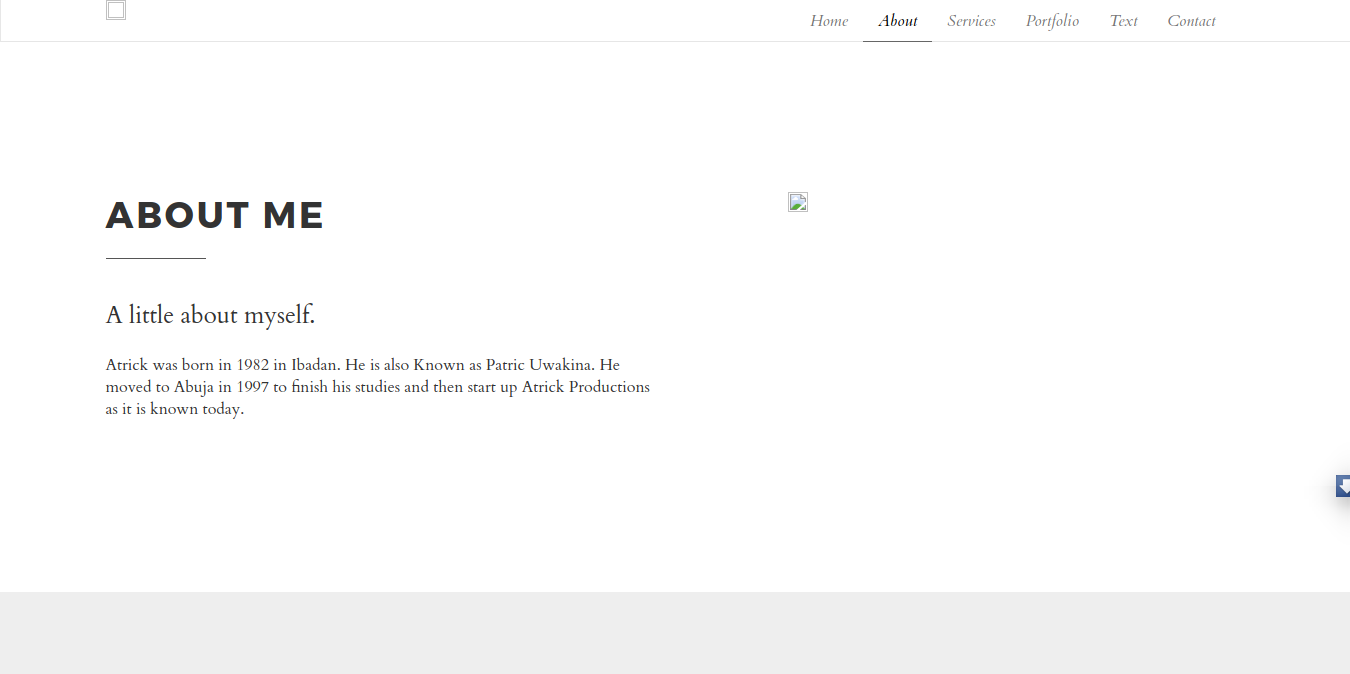 Home About Services Portfolio Text Contact
ABOUT ME
A little about myself.
Atrick was born in 1982 in Ibadan. He is also Known as Patric Uwakina. He
moved to Abuja in 1997 to finish his studies and then start up Atrick Productions
as it is known today.